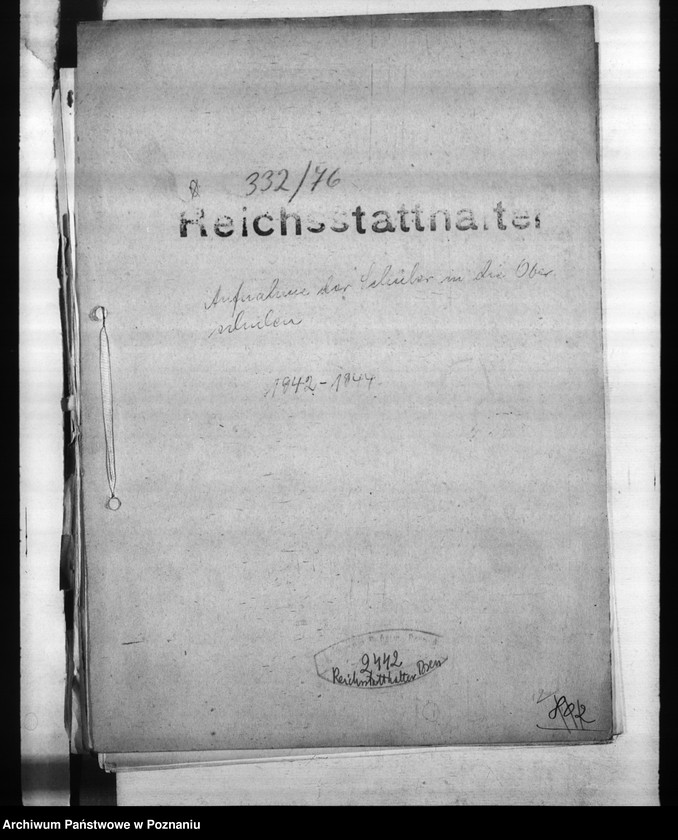 332/76
Reichsstatthalter
Aufnahme der Schüler in die Ober
schulen
1942-1944
2442
Reichsstatthalter Posen
Archiwum Państwowe w Poznaniu